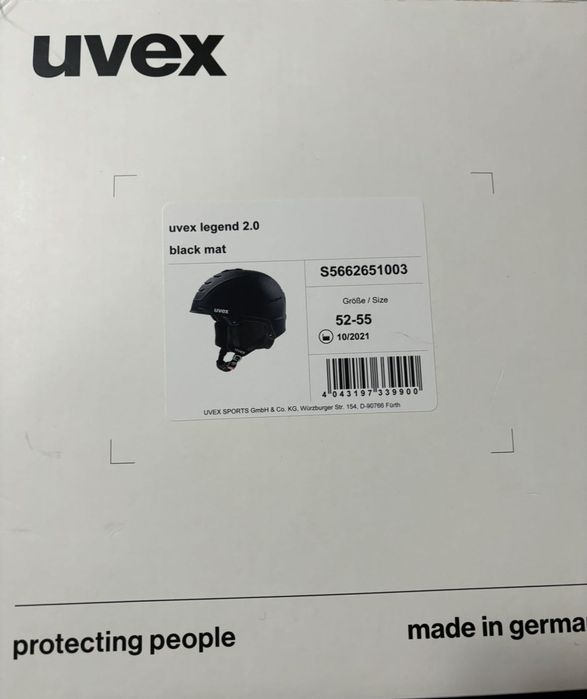 uvex
uvex legend 2.0
black mat
S5662651003
uvex
Größe / Size
52-55
10/2021
4 043197 339900
UVEX SPORTS GmbH & Co. KG, Würzburger Str. 154, D-90766 Fürth
protecting people
made in germa